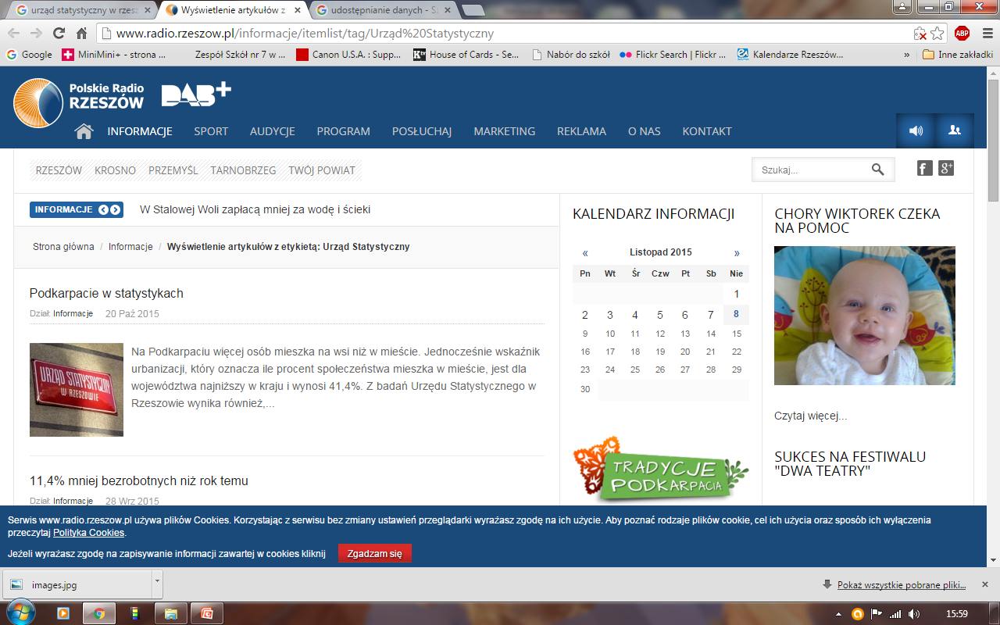 urząd statystyczny w rzesz
Wyświetlenie artykułów z
udostępnianie danych - S
www.radio.rzeszow.pl/informacje/itemlist/tag/Urząd%20Statystyczny
ABP
Google
MiniMini+ - strona ...
Zespół Szkół nr 7 w ...
Canon U.S.A. : Supp...
House of Cards - Se...
Nabór do szkół
Flickr Search | Flickr ...
Kalendarze Rzeszów...
»
Inne zakładki
Polskie Radio
RZESZÓW
DAB+
INFORMACJE SPORT AUDYCJE PROGRAM POSŁUCHAJ MARKETING REKLAMA O NAS KONTAKT
RZESZÓW KROSNO PRZEMYŚL TARNOBRZEG TWÓJ POWIAT
Szukaj...
INFORMACJE
W Stalowej Woli zapłacą mniej za wodę i ścieki
Strona główna / Informacje / Wyświetlenie artykułów z etykietą: Urząd Statystyczny
Podkarpacie w statystykach
Dział: Informacje 20 Paź 2015
URZĄD STATYSTYCZNY
W RZESZOWIE
Na Podkarpaciu więcej osób mieszka na wsi niż w mieście. Jednocześnie wskaźnik
urbanizacji, który oznacza ile procent społeczeństwa mieszka w mieście, jest dla
województwa najniższy w kraju i wynosi 41,4%. Z badań Urzędu Statystycznego w
Rzeszowie wynika również,...
11,4% mniej bezrobotnych niż rok temu
Dział: Informacje 28 Wrz 2015
KALENDARZ INFORMACJI
« Listopad 2015 »
Pn Wt Śr Czw Pt Sb Nie
1
2 3 4 5 6 7 8
9 10 11 12 13 14 15
16 17 18 19 20 21 22
23 24 25 26 27 28 29
30
TRADYCJE
PODKARPACIA
CHORY WIKTOREK CZEKA
NA POMOC
Czytaj więcej...
SUKCES NA FESTIWALU
"DWA TEATRY"
Serwis www.radio.rzeszow.pl używa plików Cookies. Korzystając z serwisu bez zmiany ustawień przeglądarki wyrażasz zgodę na ich użycie. Aby poznać rodzaje plików cookie, cel ich użycia oraz sposób ich wyłączenia
przeczytaj Polityka Cookies.
Jeżeli wyrażasz zgodę na zapisywanie informacji zawartej w cookies kliknij Zgadzam się
images.jpg
Pokaż wszystkie pobrane pliki...
15:59